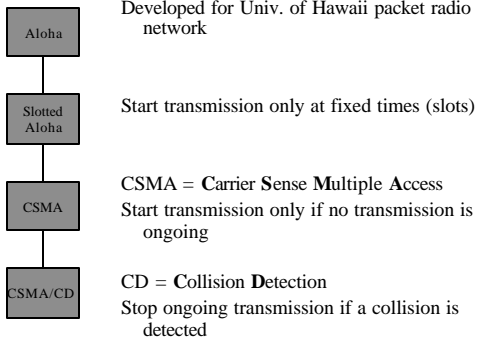 Developed for Univ. of Hawaii packet radio
network
Aloha
Start transmission only at fixed times (slots)
Slotted
Aloha
CSMA = Carrier Sense Multiple Access
Start transmission only if no transmission is
ongoing
CSMA
CD = Collision Detection
Stop ongoing transmission if a collision is
detected
CSMA/CD